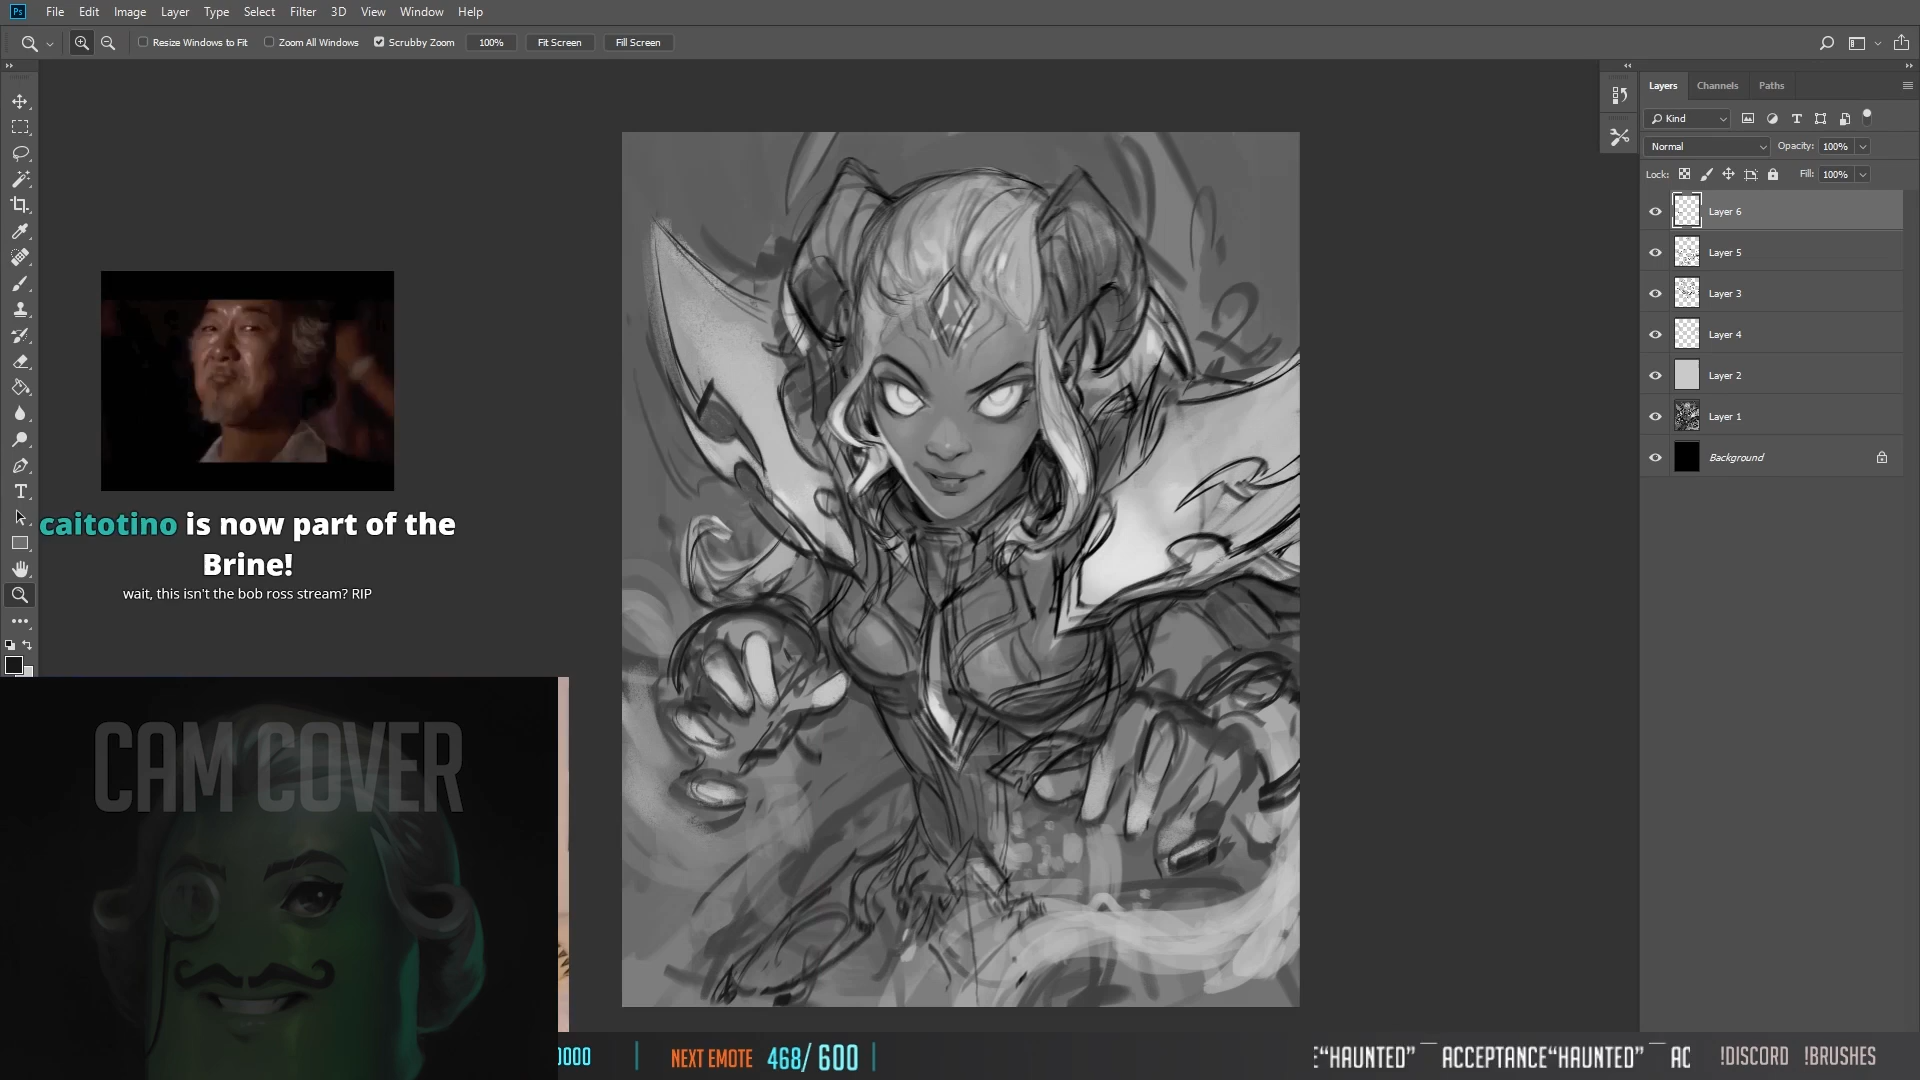 Ps File Edit Image Layer Type Select Filter 3D View Window Help
Resize Windows to Fit Zoom All Windows Scrubby Zoom 100% Fit Screen Fill Screen
Layers Channels Paths
Kind
Normal Opacity: 100%
Lock: Fill: 100%
Layer 6
Layer 5
Layer 3
Layer 4
Layer 2
Layer 1
Background
caitotino is now part of the
Brine!
wait, this isn't the bob ross stream? RIP
CAM COVER
NEXT EMOTE 468/ 600
"HAUNTED" ACCEPTANCE"HAUNTED"
!DISCORD !BRUSHES